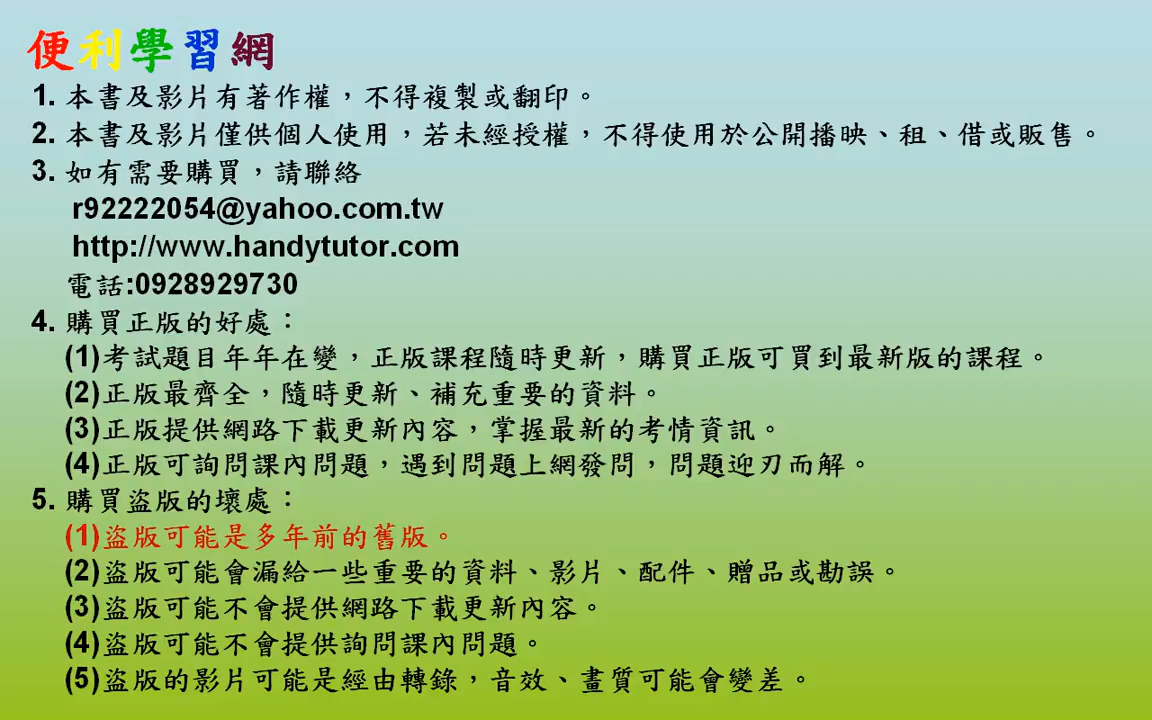 便利學習網
1. 本書及影片有著作權，不得複製或翻印。
2. 本書及影片僅供個人使用，若未經授權，不得使用於公開播映、租、借或販售。
3. 如有需要購買，請聯絡
r92222054@yahoo.com.tw
http://www.handytutor.com
電話:0928929730
4. 購買正版的好處：
(1)考試題目年年在變，正版課程隨時更新，購買正版可買到最新版的課程。
(2)正版最齊全，隨時更新、補充重要的資料。
(3)正版提供網路下載更新內容，掌握最新的考情資訊。
(4)正版可詢問課內問題，遇到問題上網發問，問題迎刃而解。
5. 購買盜版的壞處：
(1)盜版可能是多年前的舊版。
(2)盜版可能會漏給一些重要的資料、影片、配件、贈品或勘誤。
(3)盜版可能不會提供網路下載更新內容。
(4)盜版可能不會提供詢問課內問題。
(5)盜版的影片可能是經由轉錄，音效、畫質可能會變差。